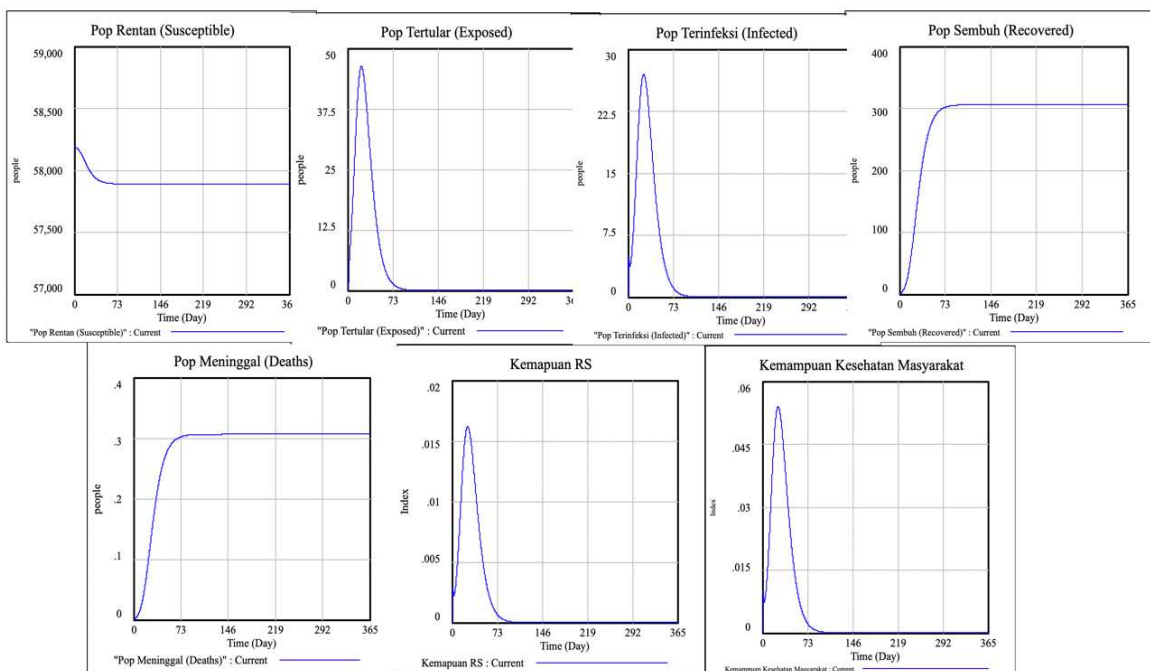 Pop Rentan (Susceptible)
59,000
58,500
58,000
57,500
57,000
people
0 73 146 219 292 36
Time (Day)
"Pop Rentan (Susceptible)" : Current
Pop Tertular (Exposed)
50
37.5
25
12.5
0
people
0 73 146 219 292 36
Time (Day)
"Pop Tertular (Exposed)" : Current
Pop Terinfeksi (Infected)
30
22.5
15
7.5
0
people
0 73 146 219 292
Time (Day)
"Pop Terinfeksi (Infected)" : Current
Pop Sembuh (Recovered)
400
300
200
100
0
people
0 73 146 219 292 365
Time (Day)
"Pop Sembuh (Recovered)" : Current
Pop Meninggal (Deaths)
.4
.3
.2
.1
0
people
0 73 146 219 292 365
Time (Day)
"Pop Meninggal (Deaths)" : Current
Kemapuan RS
.02
.015
.01
.005
0
Index
0 73 146 219 292 365
Time (Day)
Kemapuan RS : Current
Kemampuan Kesehatan Masyarakat
.06
.045
.03
.015
0
Index
0 73 146 219 292 365
Time (Day)
Kemampuan Kesehatan Masyarakat : Current